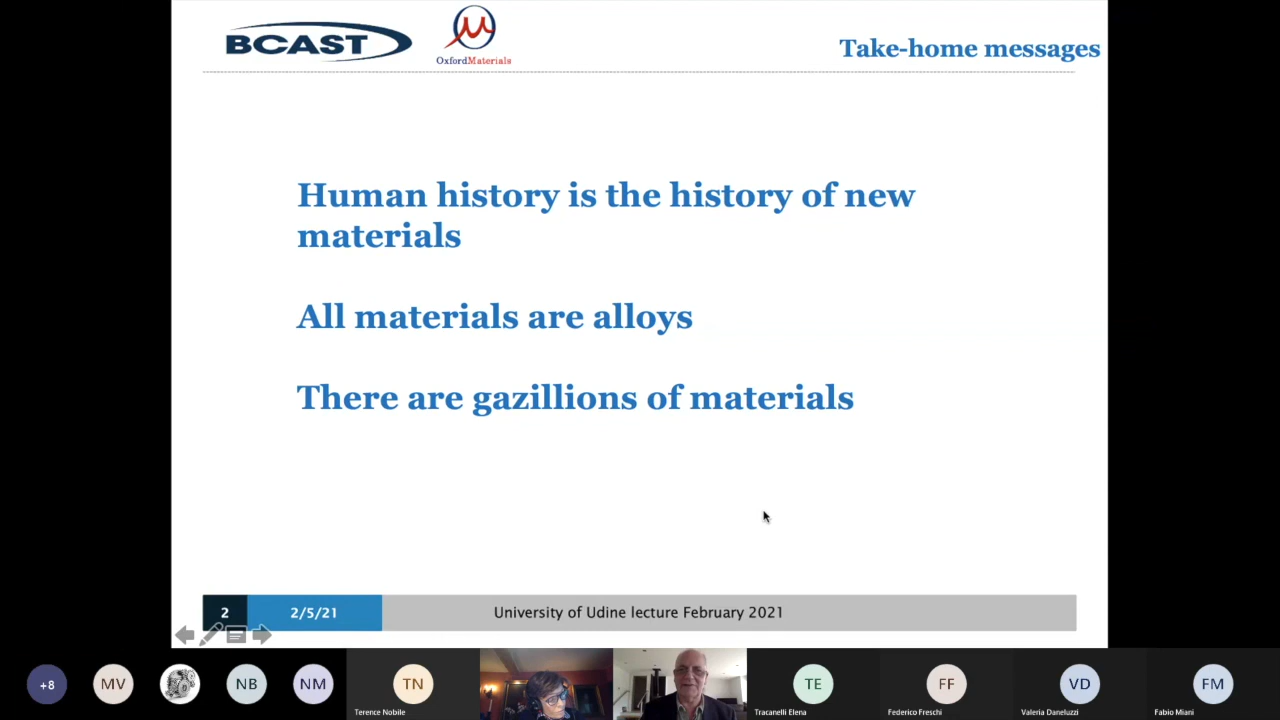 BCAST
OxfordMaterials
Take-home messages
Human history is the history of new
materials
All materials are alloys
There are gazillions of materials
2
2/5/21
University of Udine lecture February 2021
+8
MV
NB
NM
TN
Terence Nobile
TE
Tracanelli Elena
FF
Federico Freschi
VD
Valeria Daneluzzi
FM
Fabio Miani